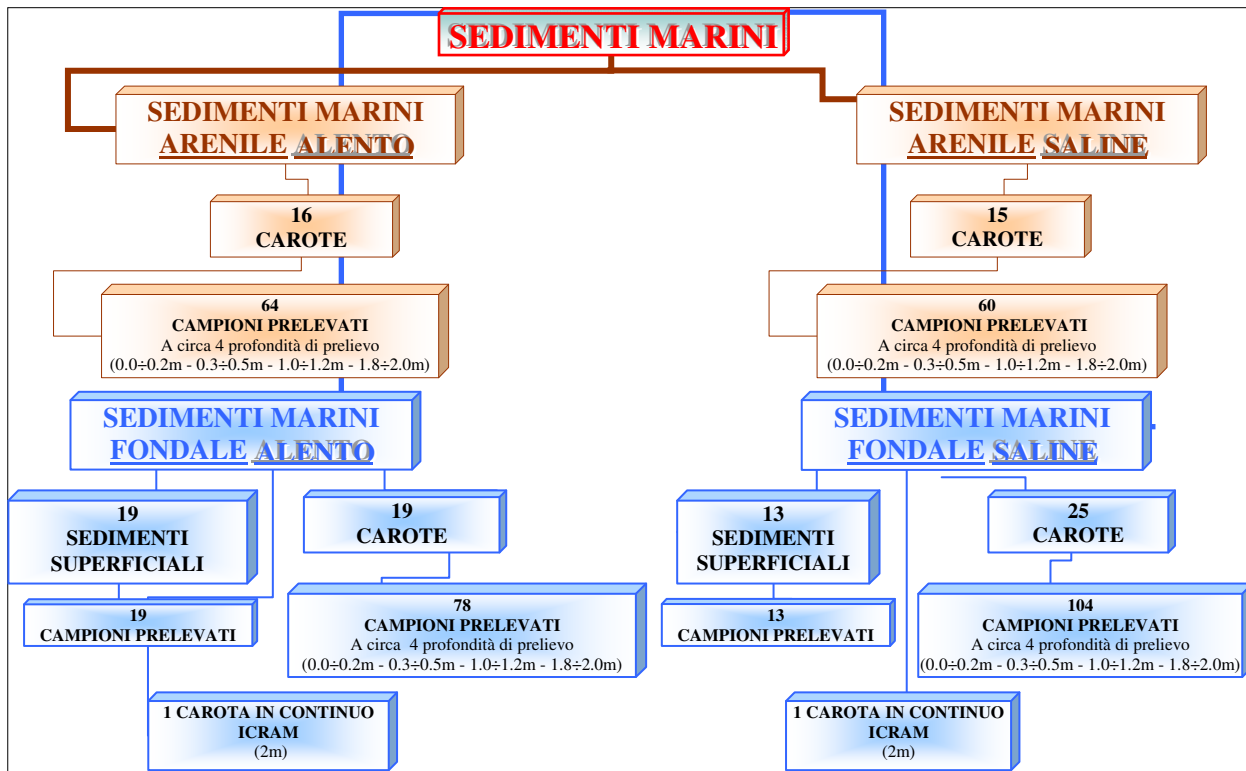 SEDIMENTI MARINI
SEDIMENTI MARINI
ARENILE ALENTO
16
CAROTE
64
CAMPIONI PRELEVATI
A circa 4 profondità di prelievo
(0.0÷0.2m - 0.3÷0.5m - 1.0÷1.2m - 1.8÷2.0m)
SEDIMENTI MARINI
ARENILE SALINE
15
CAROTE
60
CAMPIONI PRELEVATI
A circa 4 profondità di prelievo
(0.0÷0.2m - 0.3÷0.5m - 1.0÷1.2m - 1.8÷2.0m)
SEDIMENTI MARINI
FONDALE ALENTO
19
SEDIMENTI
SUPERFICIALI
19
CAMPIONI PRELEVATI
19
CAROTE
78
CAMPIONI PRELEVATI
A circa 4 profondità di prelievo
(0.0÷0.2m - 0.3÷0.5m - 1.0÷1.2m - 1.8÷2.0m)
1 CAROTA IN CONTINUO
ICRAM
(2m)
SEDIMENTI MARINI
FONDALE SALINE
13
SEDIMENTI
SUPERFICIALI
13
CAMPIONI PRELEVATI
25
CAROTE
104
CAMPIONI PRELEVATI
A circa 4 profondità di prelievo
(0.0÷0.2m - 0.3÷0.5m - 1.0÷1.2m - 1.8÷2.0m)
1 CAROTA IN CONTINUO
ICRAM
(2m)